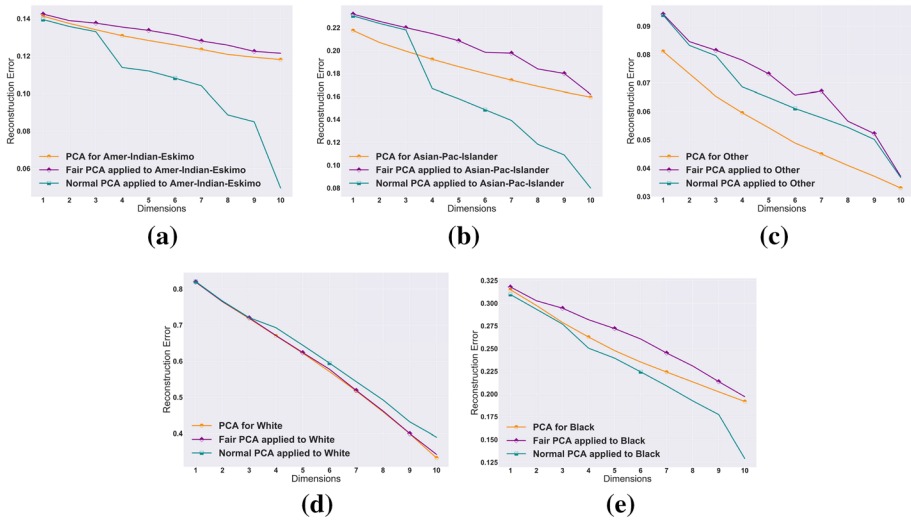 0.14
0.12
0.10
0.08
0.06
Reconstruction Error
PCA for Amer-Indian-Eskimo
Fair PCA applied to Amer-Indian-Eskimo
Normal PCA applied to Amer-Indian-Eskimo
1 2 3 4 5 6 7 8 9 10
Dimensions
(a)
0.22
0.20
0.18
0.16
0.14
0.12
0.10
0.08
Reconstruction Error
PCA for Asian-Pac-Islander
Fair PCA applied to Asian-Pac-Islander
Normal PCA applied to Asian-Pac-Islander
1 2 3 4 5 6 7 8 9 10
Dimensions
(b)
0.09
0.08
0.07
0.06
0.05
0.04
0.03
Reconstruction Error
PCA for Other
Fair PCA applied to Other
Normal PCA applied to Other
1 2 3 4 5 6 7 8 9 10
Dimensions
(c)
0.8
0.7
0.6
0.5
0.4
Reconstruction Error
PCA for White
Fair PCA applied to White
Normal PCA applied to White
1 2 3 4 5 6 7 8 9 10
Dimensions
(d)
0.325
0.300
0.275
0.250
0.225
0.200
0.175
0.150
0.125
Reconstruction Error
PCA for Black
Fair PCA applied to Black
Normal PCA applied to Black
1 2 3 4 5 6 7 8 9 10
Dimensions
(e)